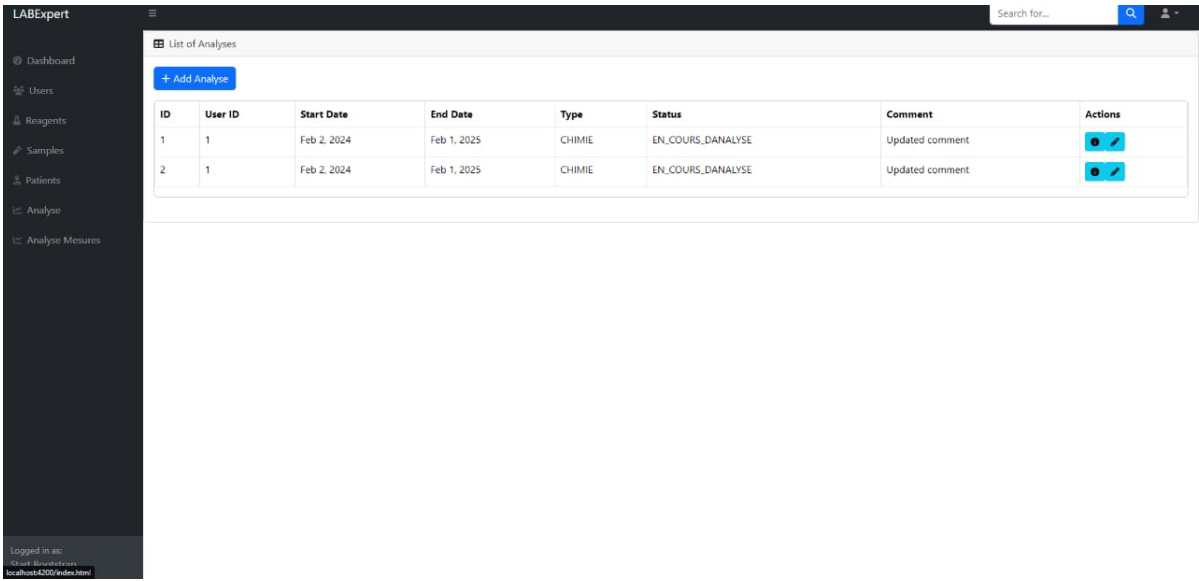 LABExpert
Search for...
Dashboard
Users
Reagents
Samples
Patients
Analyse
Analyse Mesures
List of Analyses
+ Add Analyse
ID User ID Start Date End Date Type Status Comment Actions
1 1 Feb 2, 2024 Feb 1, 2025 CHIMIE EN_COURS_DANALYSE Updated comment
2 1 Feb 2, 2024 Feb 1, 2025 CHIMIE EN_COURS_DANALYSE Updated comment
Logged in as:
Start Bootstrap
localhost:4200/index.html